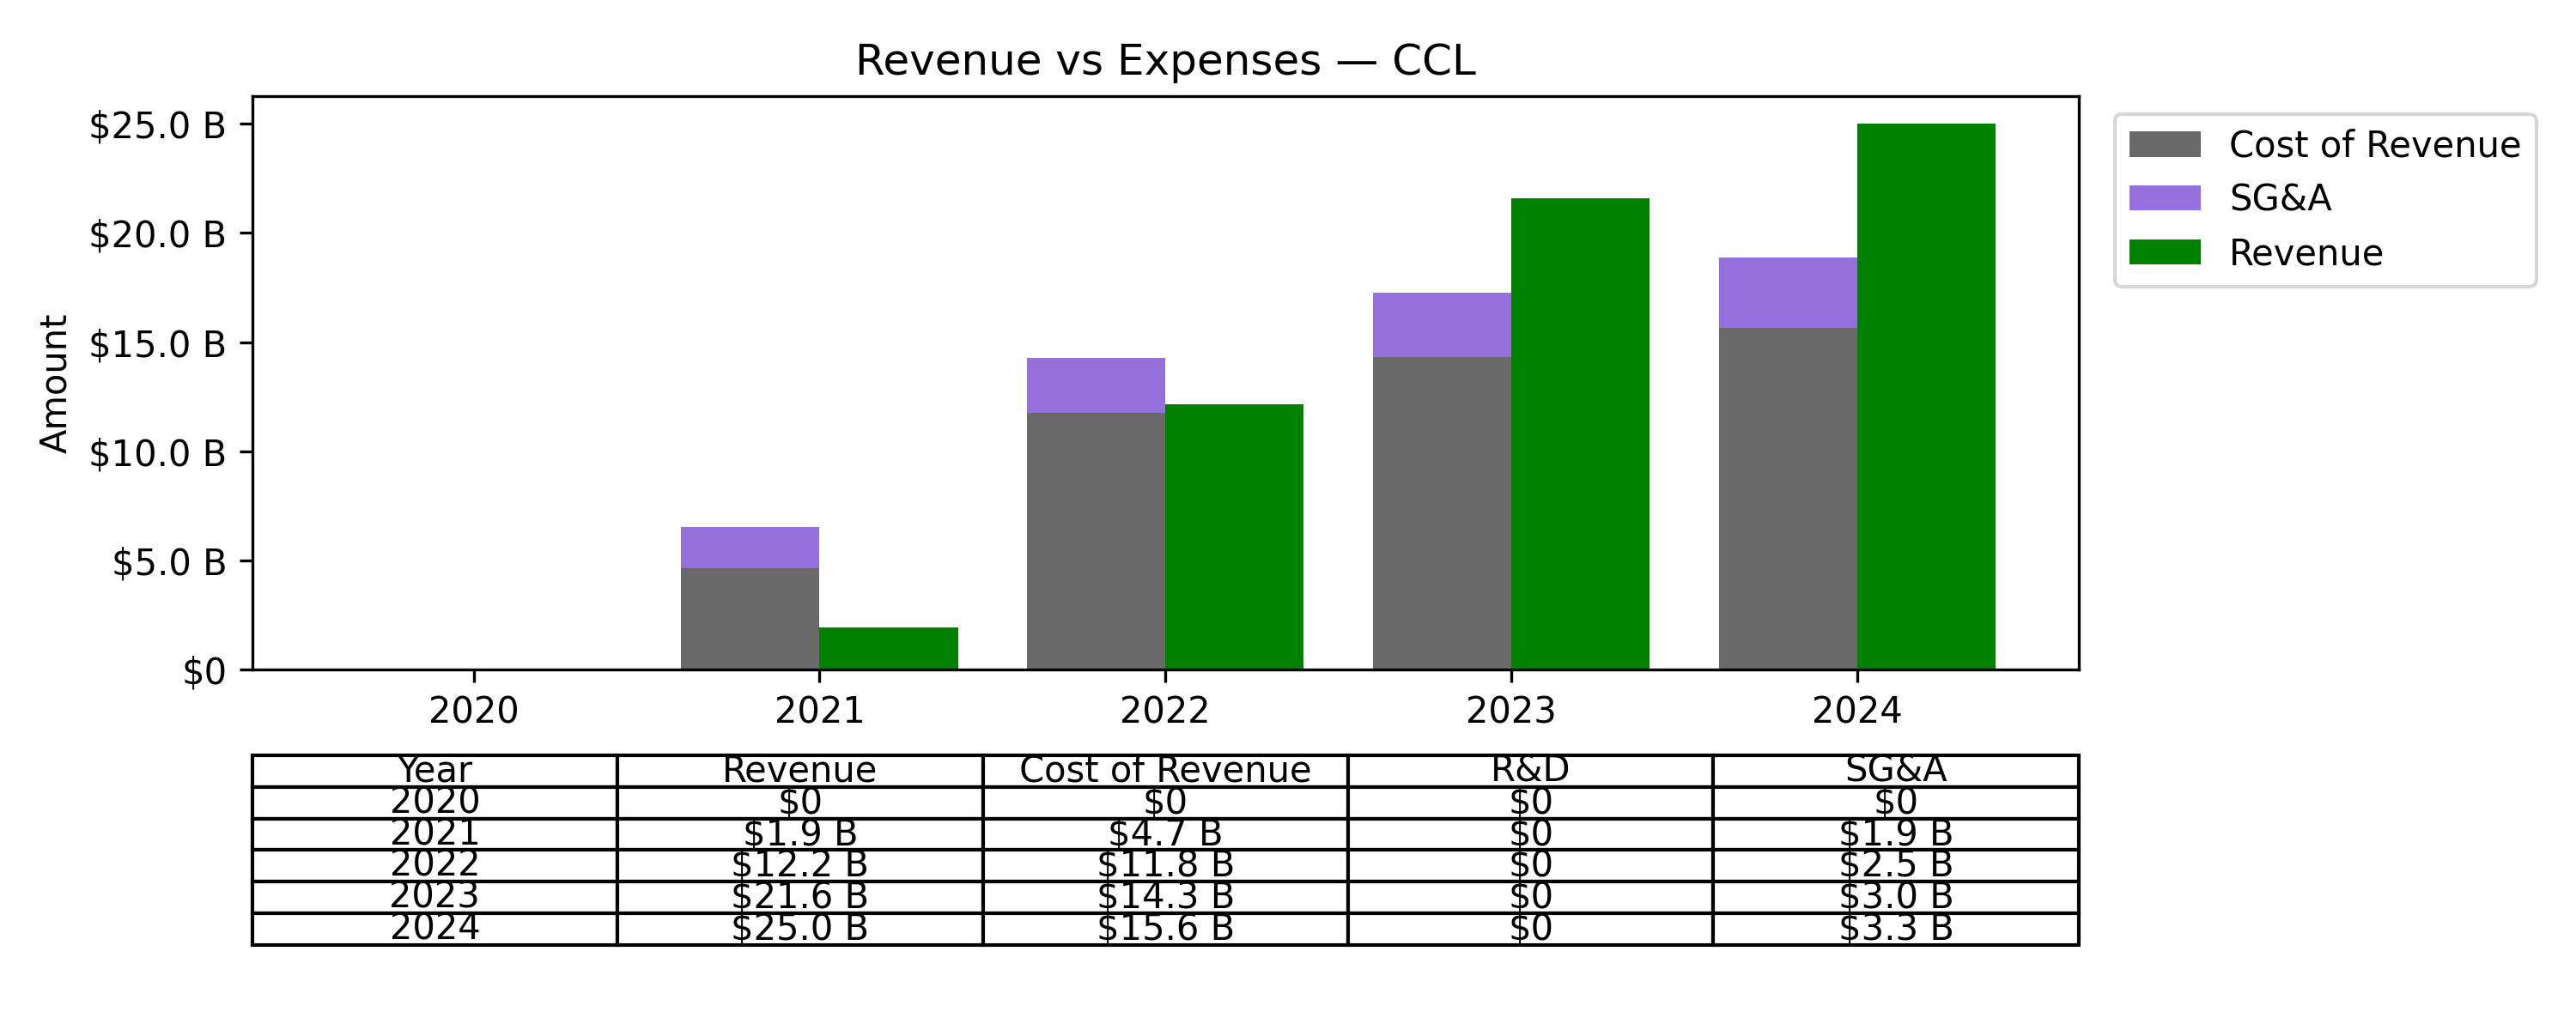 Revenue vs Expenses — CCL
Amount
$25.0 B
$20.0 B
$15.0 B
$10.0 B
$5.0 B
$0
2020 2021 2022 2023 2024
Cost of Revenue
SG&A
Revenue
Year Revenue Cost of Revenue R&D SG&A
2020 $0 $0 $0 $0
2021 $1.9 B $4.7 B $0 $1.9 B
2022 $12.2 B $11.8 B $0 $2.5 B
2023 $21.6 B $14.3 B $0 $3.0 B
2024 $25.0 B $15.6 B $0 $3.3 B